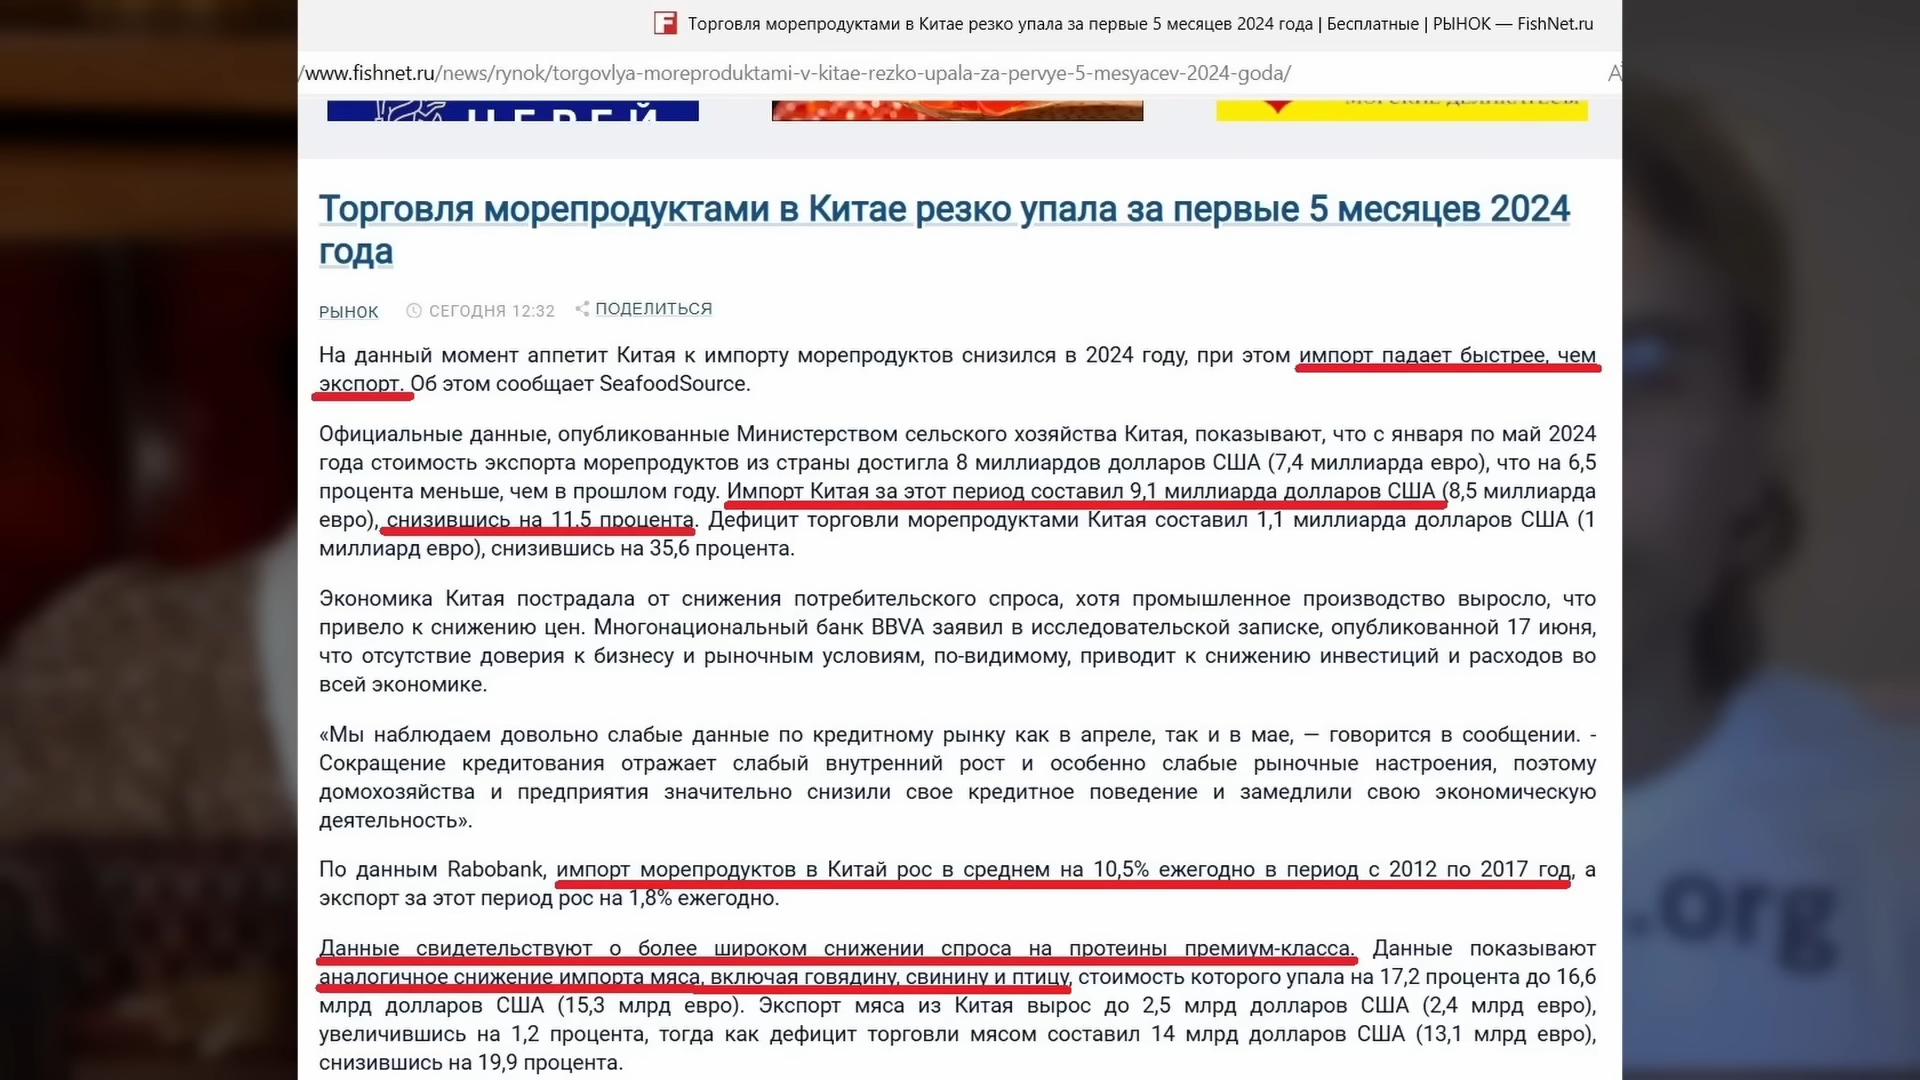 Торговля морепродуктами в Китае резко упала за первые 5 месяцев 2024 года | Бесплатные | РЫНОК — FishNet.ru
/www.fishnet.ru/news/rynok/torgovlya-moreproduktami-v-kitae-rezko-upala-za-pervye-5-mesyacev-2024-goda/
Торговля морепродуктами в Китае резко упала за первые 5 месяцев 2024
года
РЫНОК СЕГОДНЯ 12:32 ПОДЕЛИТЬСЯ
На данный момент аппетит Китая к импорту морепродуктов снизился в 2024 году, при этом импорт падает быстрее, чем
экспорт. Об этом сообщает SeafoodSource.
Официальные данные, опубликованные Министерством сельского хозяйства Китая, показывают, что с января по май 2024
года стоимость экспорта морепродуктов из страны достигла 8 миллиардов долларов США (7,4 миллиарда евро), что на 6,5
процента меньше, чем в прошлом году. Импорт Китая за этот период составил 9,1 миллиарда долларов США (8,5 миллиарда
евро), снизившись на 11,5 процента. Дефицит торговли морепродуктами Китая составил 1,1 миллиарда долларов США (1
миллиард евро), снизившись на 35,6 процента.
Экономика Китая пострадала от снижения потребительского спроса, хотя промышленное производство выросло, что
привело к снижению цен. Многонациональный банк BBVA заявил в исследовательской записке, опубликованной 17 июня,
что отсутствие доверия к бизнесу и рыночным условиям, по-видимому, приводит к снижению инвестиций и расходов во
всей экономике.
«Мы наблюдаем довольно слабые данные по кредитному рынку как в апреле, так и в мае, — говорится в сообщении. -
Сокращение кредитования отражает слабый внутренний рост и особенно слабые рыночные настроения, поэтому
домохозяйства и предприятия значительно снизили свое кредитное поведение и замедлили свою экономическую
деятельность».
По данным Rabobank, импорт морепродуктов в Китай рос в среднем на 10,5% ежегодно в период с 2012 по 2017 год, а
экспорт за этот период рос на 1,8% ежегодно.
Данные свидетельствуют о более широком снижении спроса на протеины премиум-класса. Данные показывают
аналогичное снижение импорта мяса, включая говядину, свинину и птицу, стоимость которого упала на 17,2 процента до 16,6
млрд долларов США (15,3 млрд евро). Экспорт мяса из Китая вырос до 2,5 млрд долларов США (2,4 млрд евро),
увеличившись на 1,2 процента, тогда как дефицит торговли мясом составил 14 млрд долларов США (13,1 млрд евро),
снизившись на 19,9 процента.
.org